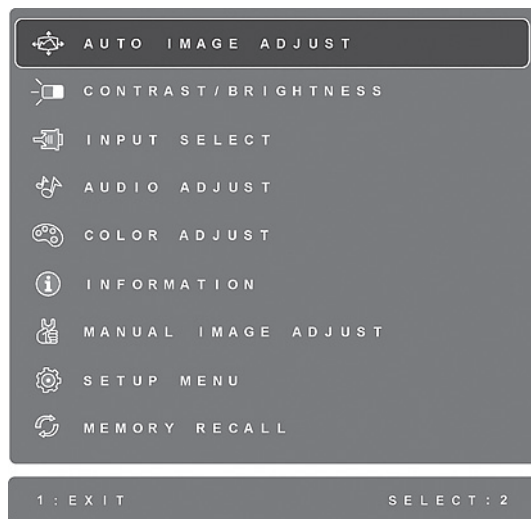 AUTO IMAGE ADJUST
CONTRAST/BRIGHTNESS
INPUT SELECT
AUDIO ADJUST
COLOR ADJUST
INFORMATION
MANUAL IMAGE ADJUST
SETUP MENU
MEMORY RECALL
1:EXIT SELECT:2